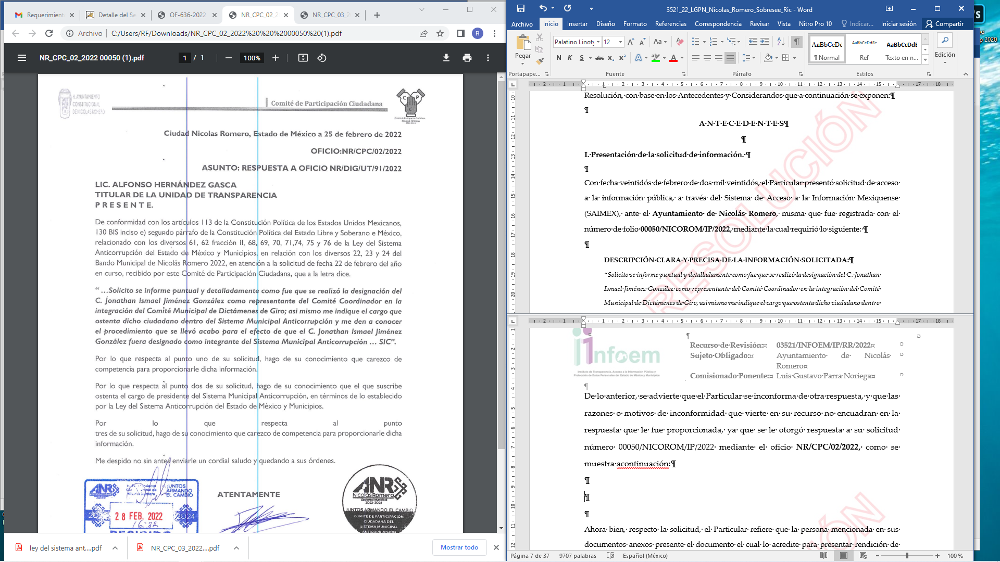 Requerimient
Detalle del Se
OF-636-2022
NR_CPC_02_2
NR_CPC_03_2
Archivo
C:/Users/RF/Downloads/NR_CPC_02_2022%20%20%2000050%20(1).pdf
R
NR_CPC_02_2022 00050 (1).pdf
1 / 1
100%
H. AYUNTAMIENTO
CONSTITUCIONAL
DE NICOLÁS ROMERO
Comité de Participación Ciudadana
C P
C
Ciudad Nicolas Romero, Estado de México a 25 de febrero de 2022
OFICIO:NR/CPC/02/2022
ASUNTO: RESPUESTA A OFICIO NR/DIG/UT/91/2022
LIC. ALFONSO HERNÁNDEZ GASCA
TITULAR DE LA UNIDAD DE TRANSPARENCIA
P R E S E N T E.
De conformidad con los artículos 113 de la Constitución Política de los Estados Unidos Mexicanos,
130 BIS inciso e) segundo párrafo de la Constitución Política del Estado Libre y Soberano e México,
relacionado con los diversos 61, 62 fracción II, 68, 69, 70, 71,74, 75 y 76 de la Ley del Sistema
Anticorrupción del Estado de México y Municipios, en relación con los diversos 22, 23 y 24 del
Bando Municipal de Nicolás Romero 2022, en atención a la solicitud de fecha 22 de febrero del año
en curso, recibido por este Comité de Participación Ciudadana, que a la letra dice.
“ …Solicito se informe puntual y detalladamente como fue que se realizó la designación del
C. Jonathan Ismael Jiménez González como representante del Comité Coordinador en la
integración del Comité Municipal de Dictámenes de Giro; asi mismo me indique el cargo que
ostenta dicho ciudadano dentro del Sistema Municipal Anticorrupción y me den a conocer
el procedimiento que se llevó acabo para el efecto de que el C. Jonathan Ismael Jiménez
González fuera designado como integrante del Sistema Municipal Anticorrupción … SIC”.
Por lo que respecta al punto uno de su solicitud, hago de su conocimiento que carezco de
competencia para proporcionarle dicha información.
Por lo que respecta al punto dos de su solicitud, hago de su conocimiento que el que suscribe
ostenta el cargo de presidente del Sistema Municipal Anticorrupción, en términos de lo establecido
por la Ley del Sistema Anticorrupción del Estado de México y Municipios.
Por lo que respecta al punto
tres de su solicitud, hago de su conocimiento que carezco de competencia para proporcionarle dicha
información.
Me despido no sin antes enviarle un cordial saludo y quedando a sus órdenes.
ATENTAMENTE
JUNTOS
ARMANDO
EL CAMBIO
28 FEB. 2022
16:32
RECIBIDO
ANR
Nicolás Romero
Gobierno Municipal
2022-2024
JUNTOS ARMANDO EL CAMBIO
COMITÉ DE PARTICIPACIÓN
CIUDADANA DEL
SISTEMA MUNICIPAL
ANTICORRUPCIÓN
ley del sistema ant....pdf
NR_CPC_03_2022....pdf
Mostrar todo
3521_22_LGPN_Nicolas_Romero_Sobresee_Ric - Word
Archivo Inicio Insertar Diseño Formato Referencias Correspondencia Revisar Vista Nitro Pro 10 Indicar... Iniciar sesión Compartir
Pegar
Palatino Linoty 12
N K S abc x₂ x²
AaBbCcDc AaBbCcDdEe AaBbCcDdE
¶ Normal Ref Texto en n...
Edición
Portapape... Fuente Párrafo Estilos
Resolución, con base en los Antecedentes y Considerandos que a continuación se exponen:¶
¶
A·N·T·E·C·E·D·E·N·T·E·S¶
¶
I. Presentación de la solicitud de información. ¶
¶
Con fecha veintidós de febrero de dos mil veintidós, el Particular presentó solicitud de acceso
a la información pública, a través del Sistema de Acceso a la Información Mexiquense
(SAIMEX), ante el Ayuntamiento de Nicolás Romero, misma que fue registrada con el
número de folio 00050/NICOROM/IP/2022, mediante la cual requirió lo siguiente: ¶
¶
DESCRIPCIÓN CLARA Y PRECISA DE LA INFORMACIÓN SOLICITADA:¶
“Solicito se informe puntual y detalladamente como fue que se realizó la designación del C. Jonathan
Ismael Jiménez González como representante del Comité Coordinador en la integración del Comité
Municipal de Dictámenes de Giro; así mismo me indique el cargo que ostenta dicho ciudadano dentro
RESOLUCIÓN
infoem
Instituto de Transparencia, Acceso a la Información Pública y
Protección de Datos Personales del Estado de México y Municipios
¶
Recurso de Revisión:¤ 03521/INFOEM/IP/RR/2022¤
Sujeto Obligado:¤ Ayuntamiento de Nicolás
Romero¤
Comisionado Ponente:¤ Luis Gustavo Parra Noriega¤
¶
De lo anterior, se advierte que el Particular se inconforma de otra respuesta, y que las
razones o motivos de inconformidad que vierte en su recurso no encuadran en la
respuesta que le fue proporcionada, ya que se le otorgó respuesta a su solicitud
número 00050/NICOROM/IP/2022 mediante el oficio NR/CPC/02/2022, como se
muestra acontinuación:¶
¶
¶
¶
Ahora bien, respecto la solicitud, el Particular refiere que la persona mencionada en sus
documentos anexos presente el documento el cual lo acredite para presentar rendición de
Página 7 de 37 9707 palabras Español (México) 100 %